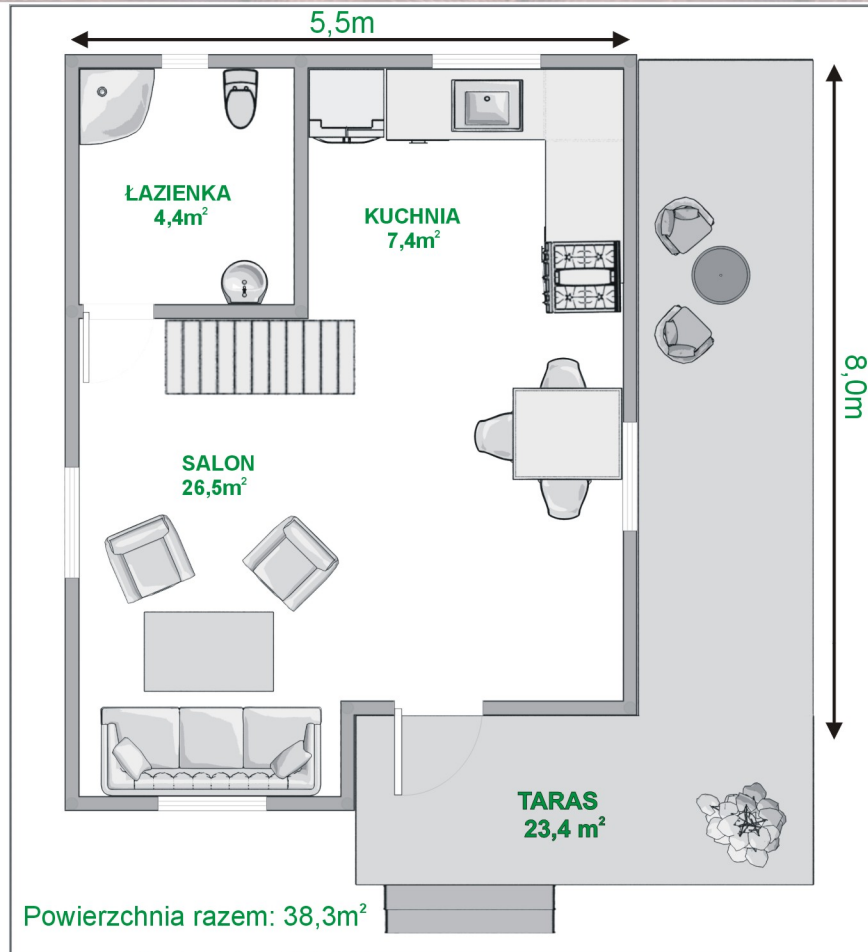 5,5m
ŁAZIENKA
4,4m²
KUCHNIA
7,4m²
8,0m
SALON
26,5m²
TARAS
23,4 m²
Powierzchnia razem: 38,3m²